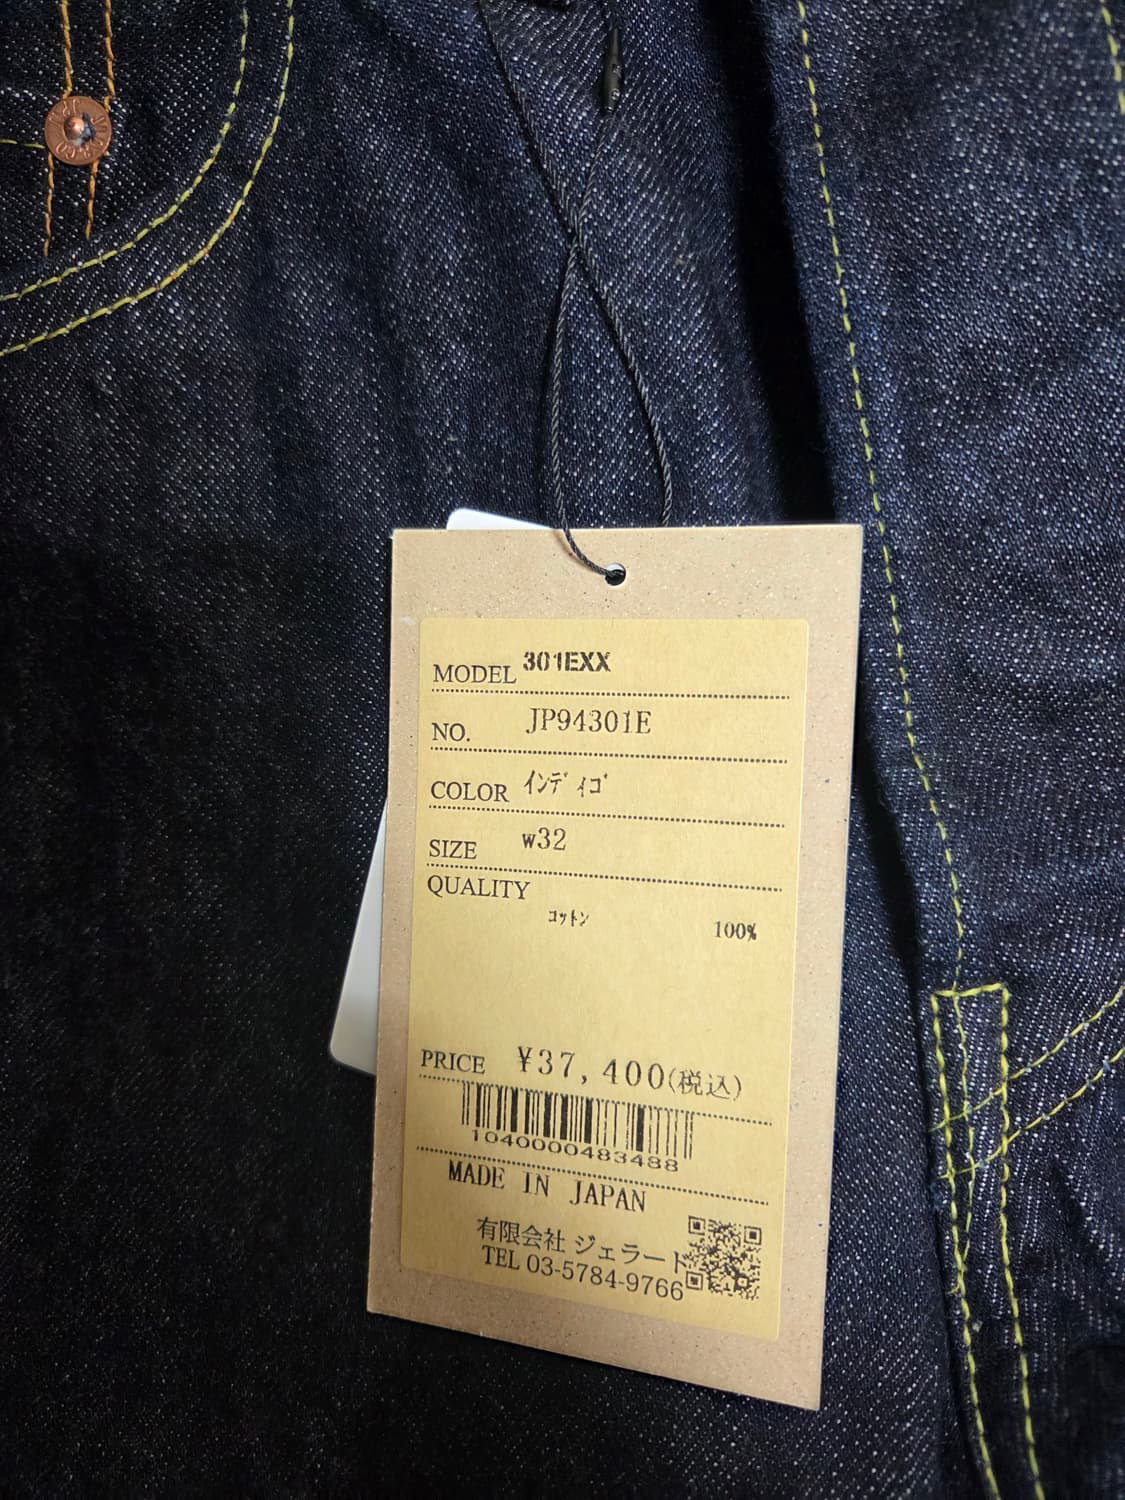 MODEL 301EXX
NO. JP94301E
COLOR インディゴ
SIZE w32
QUALITY
コットン 100%
PRICE ¥37,400(税込)
1040000483488
MADE IN JAPAN
有限会社 ジェラード
TEL 03-5784-9766